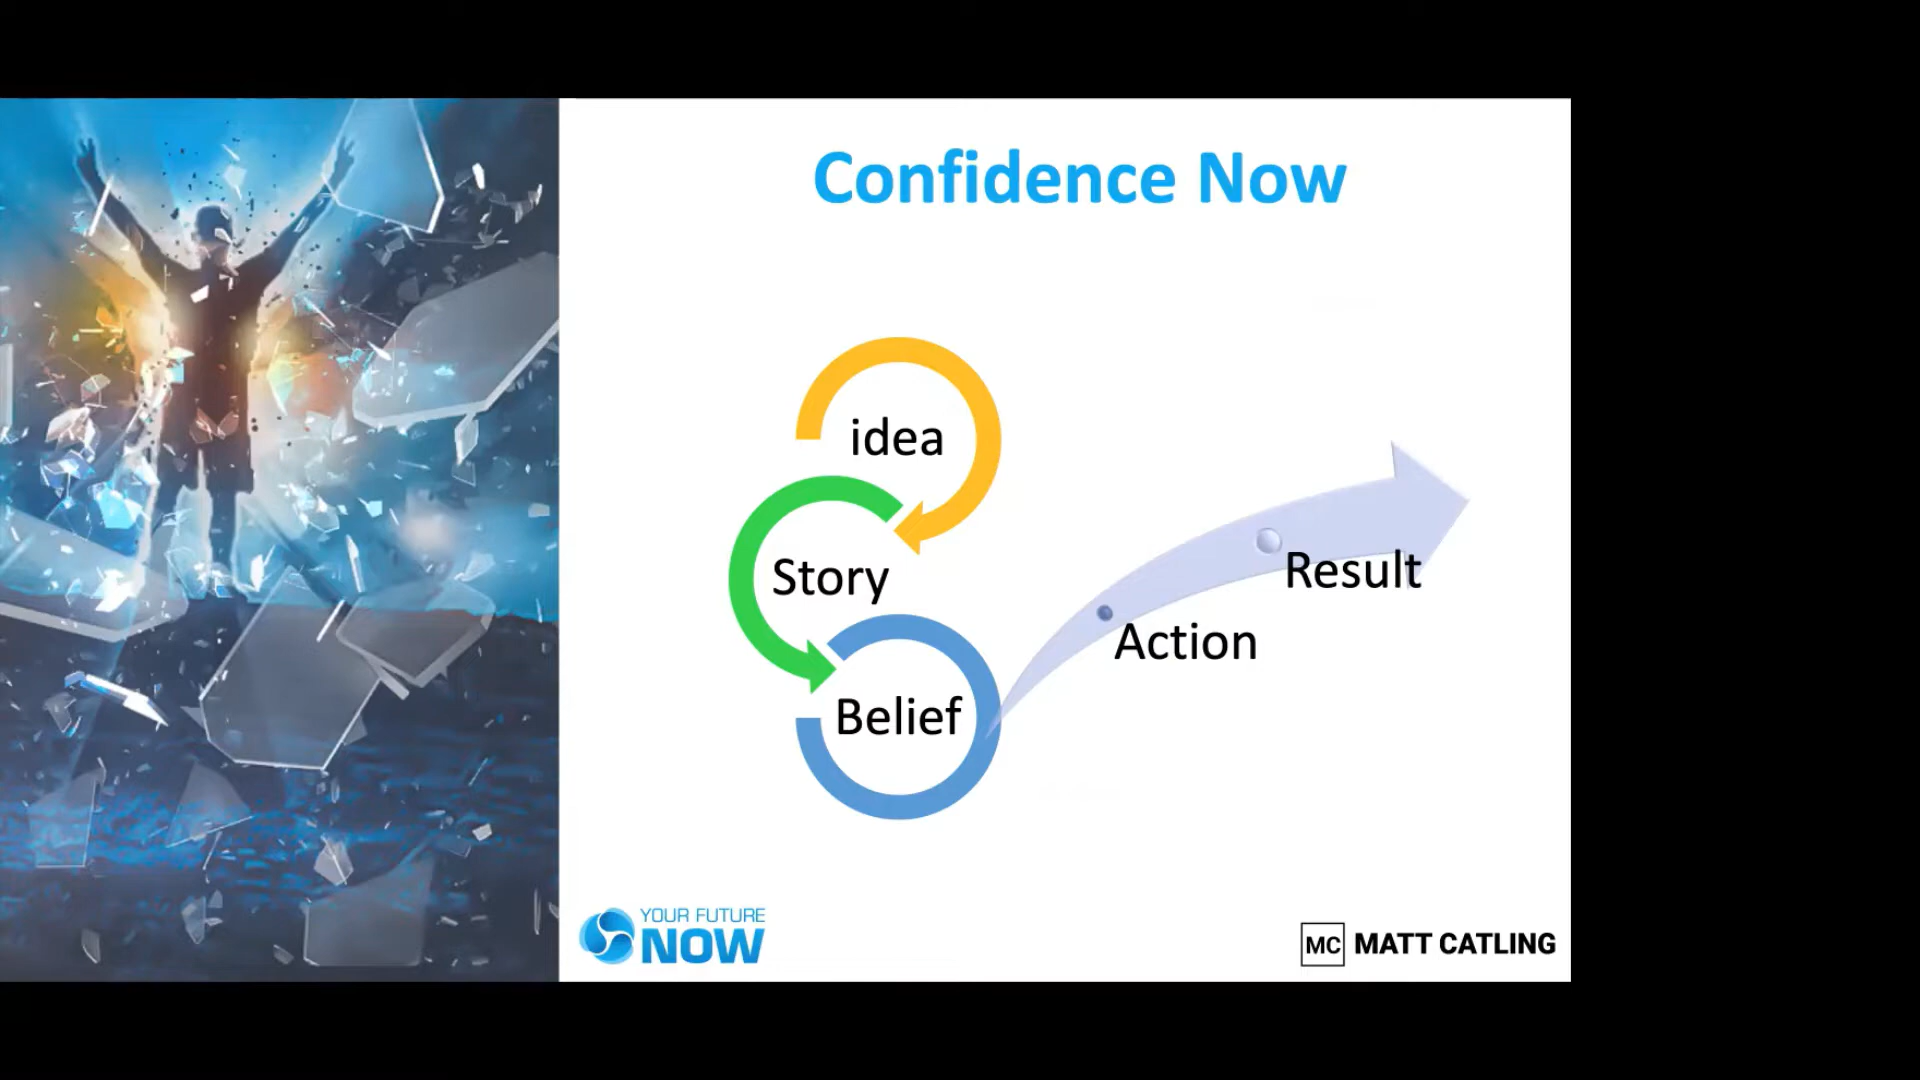 Confidence Now
idea
Story
Belief
Action
Result
YOUR FUTURE
NOW
MC MATT CATLING